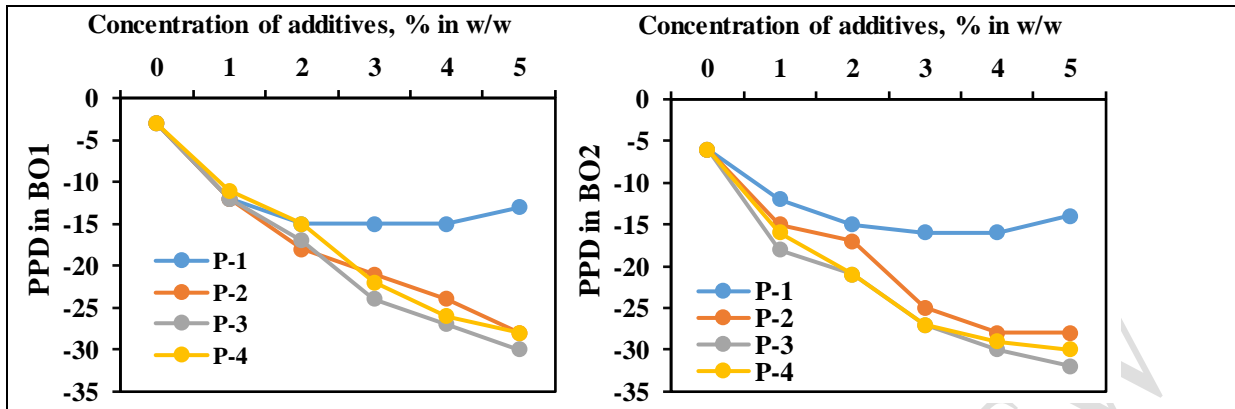 Concentration of additives, % in w/w
0 1 2 3 4 5
0
-5
-10
-15
-20
-25
-30
-35
PPD in BO1
P-1
P-2
P-3
P-4
Concentration of additives, % in w/w
0 1 2 3 4 5
0
-5
-10
-15
-20
-25
-30
-35
PPD in BO2
P-1
P-2
P-3
P-4